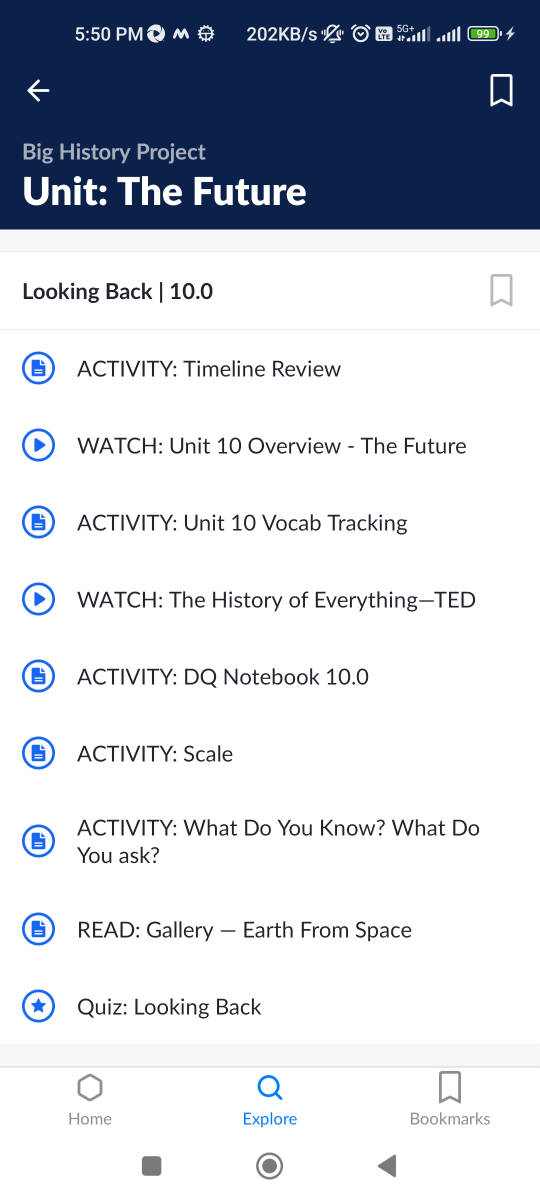 5:50 PM 202KB/s Vo LTE 5G+ 99
Big History Project
Unit: The Future
Looking Back | 10.0
ACTIVITY: Timeline Review
WATCH: Unit 10 Overview - The Future
ACTIVITY: Unit 10 Vocab Tracking
WATCH: The History of Everything—TED
ACTIVITY: DQ Notebook 10.0
ACTIVITY: Scale
ACTIVITY: What Do You Know? What Do
You ask?
READ: Gallery — Earth From Space
Quiz: Looking Back
Home Explore Bookmarks